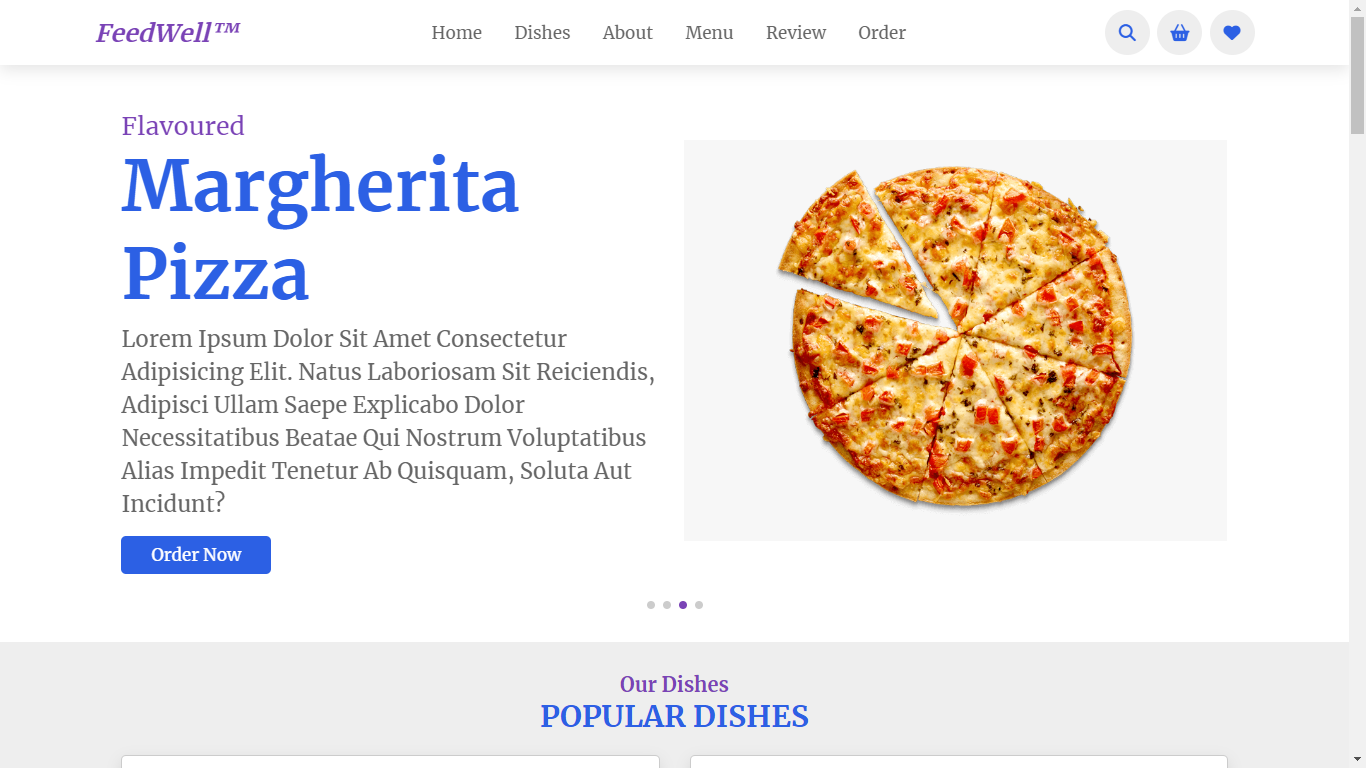 FeedWell™
Home Dishes About Menu Review Order
Flavoured
Margherita
Pizza
Lorem Ipsum Dolor Sit Amet Consectetur
Adipisicing Elit. Natus Laboriosam Sit Reiciendis,
Adipisci Ullam Saepe Explicabo Dolor
Necessitatibus Beatae Qui Nostrum Voluptatibus
Alias Impedit Tenetur Ab Quisquam, Soluta Aut
Incidunt?
Order Now
Our Dishes
POPULAR DISHES